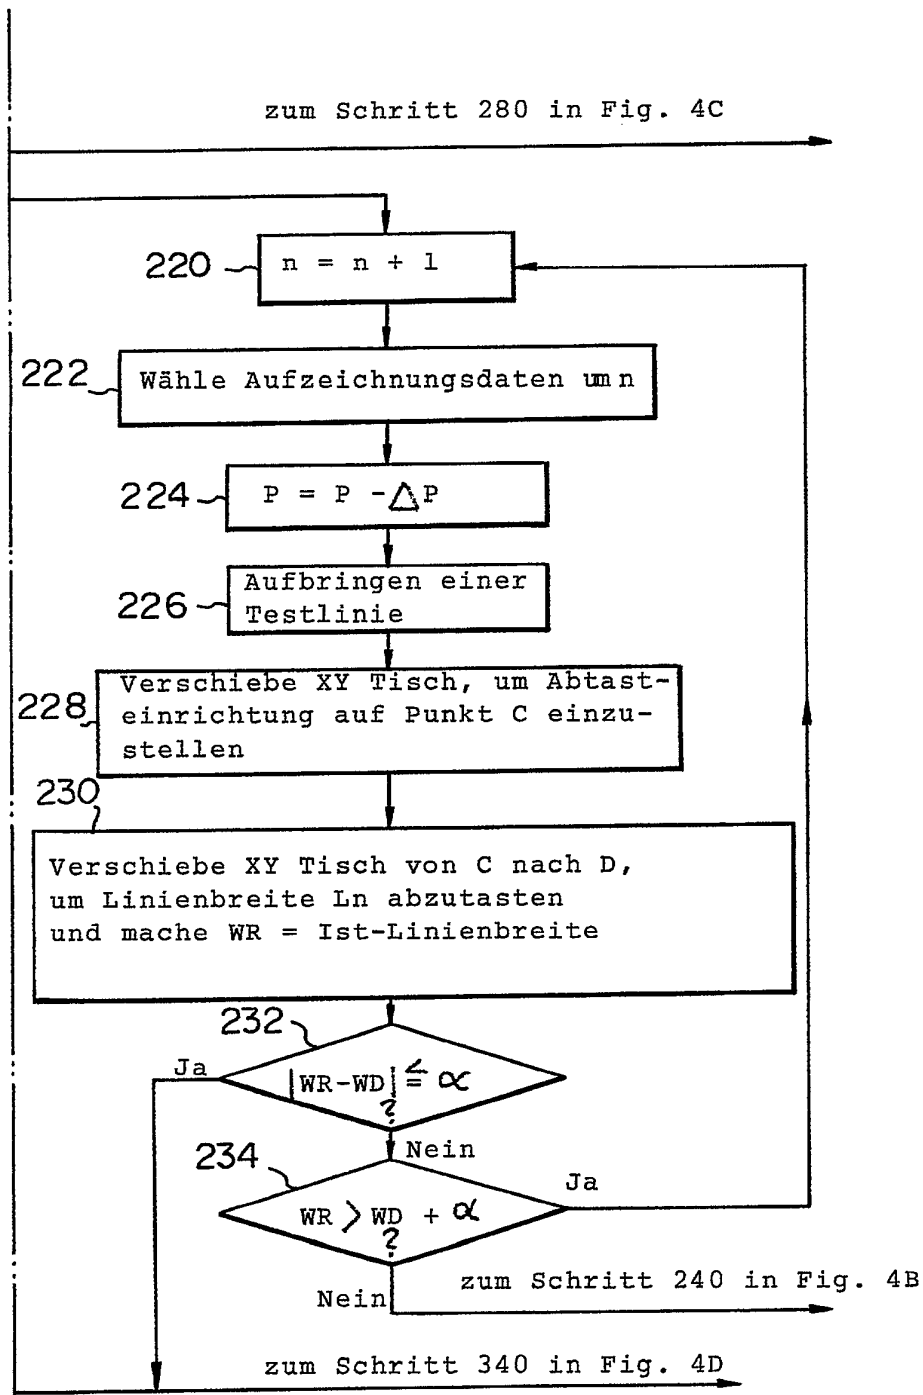 zum Schritt 280 in Fig. 4C
220
n = n + 1
222
Wähle Aufzeichnungsdaten um n
224
P = P - △ P
226
Aufbringen einer
Testlinie
228
Verschiebe XY Tisch, um Abtast-
einrichtung auf Punkt C einzu-
stellen
230
Verschiebe XY Tisch von C nach D,
um Linienbreite Ln abzutasten
und mache WR = Ist-Linienbreite
232
Ja
|WR-WD| ≦ α
?
Nein
234
Ja
WR > WD + α
?
zum Schritt 240 in Fig. 4B
Nein
zum Schritt 340 in Fig. 4D